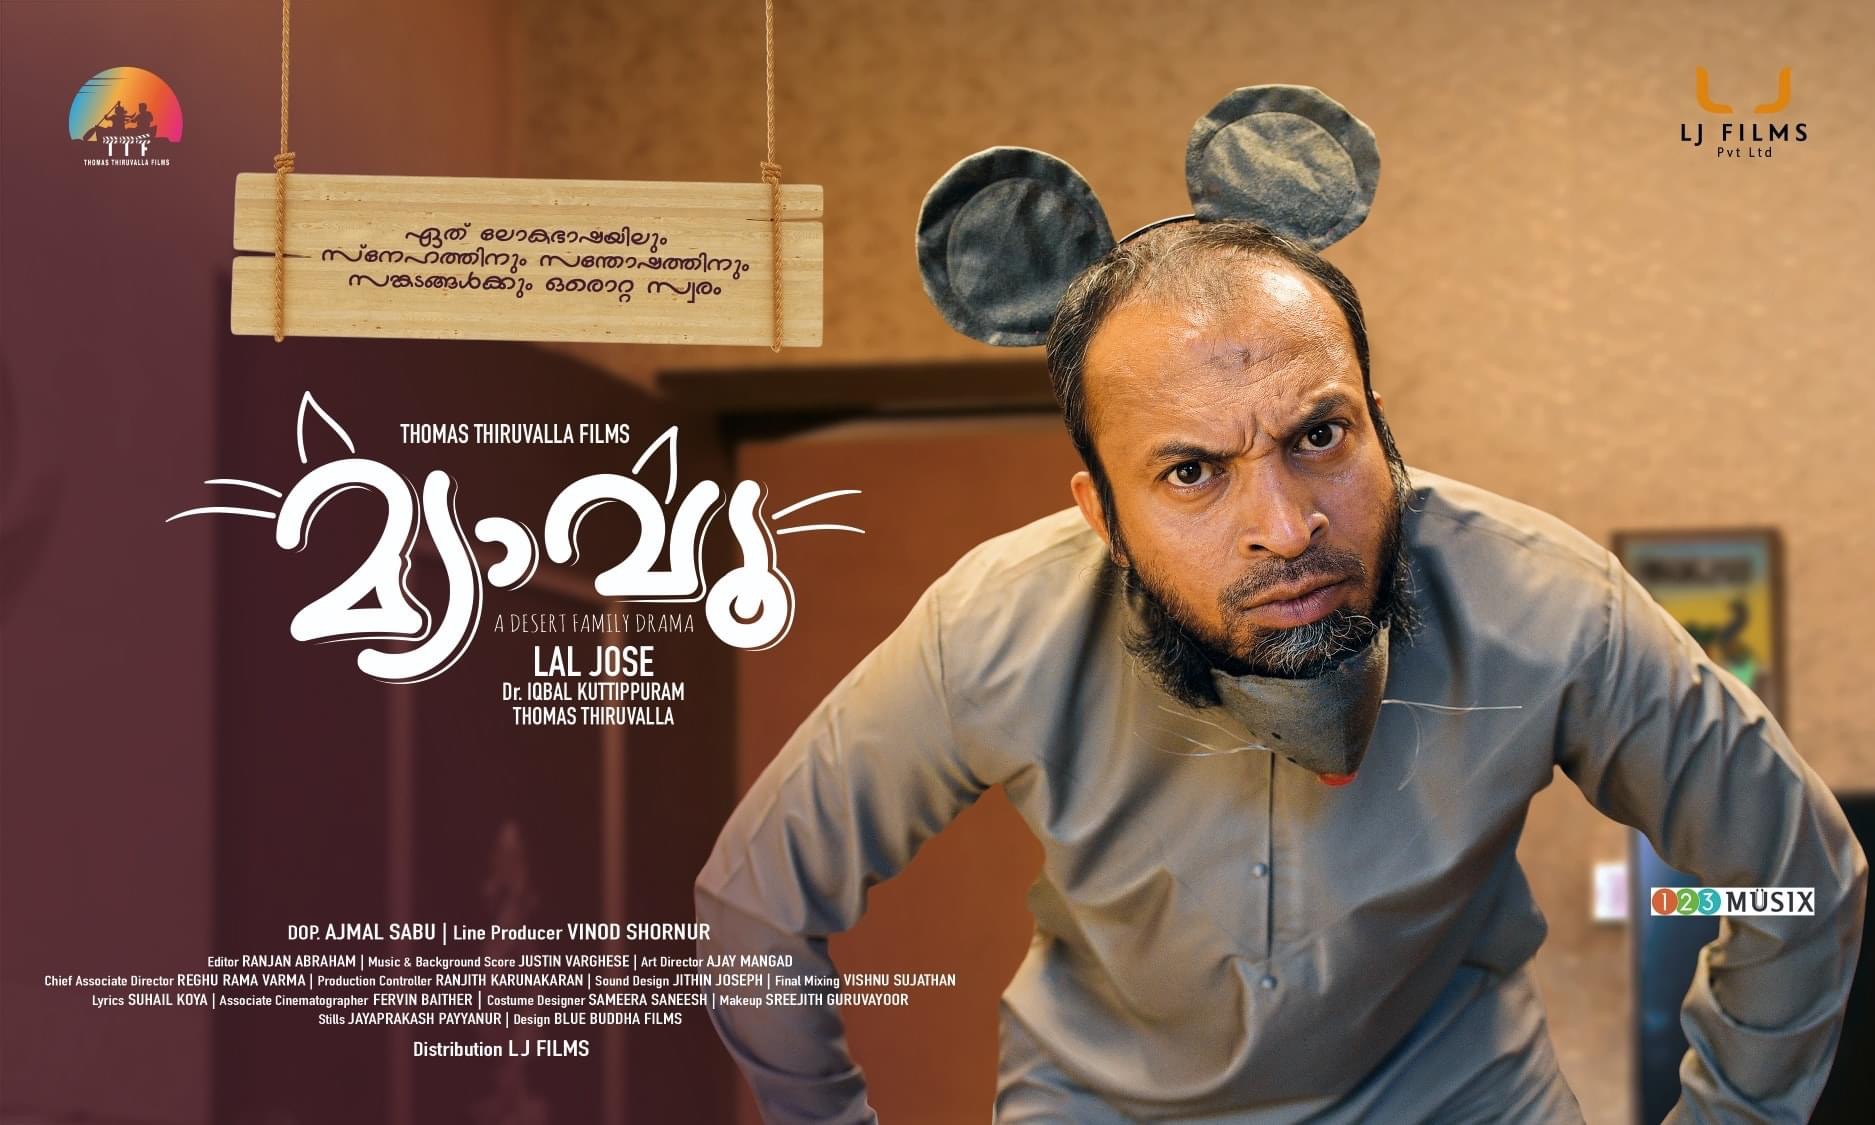 TTF
THOMAS THIRUVALLA FILMS
LJ FILMS
Pvt Ltd
ഏത് ലോകഭാഷയിലും
സ്നേഹത്തിനും സന്തോഷത്തിനും
സങ്കടങ്ങൾക്കും ഒരൊറ്റ സ്വരം
THOMAS THIRUVALLA FILMS
മ്യാവൂ
A DESERT FAMILY DRAMA
LAL JOSE
Dr. IQBAL KUTTIPPURAM
THOMAS THIRUVALLA
123 MÜSIX
DOP. AJMAL SABU | Line Producer VINOD SHORNUR
Editor RANJAN ABRAHAM | Music & Background Score JUSTIN VARGHESE | Art Director AJAY MANGAD
Chief Associate Director REGHU RAMA VARMA | Production Controller RANJITH KARUNAKARAN | Sound Design JITHIN JOSEPH | Final Mixing VISHNU SUJATHAN
Lyrics SUHAIL KOYA | Associate Cinematographer FERVIN BAITHER | Costume Designer SAMEERA SANEESH | Makeup SREEJITH GURUVAYOOR
Stills JAYAPRAKASH PAYYANUR | Design BLUE BUDDHA FILMS
Distribution LJ FILMS